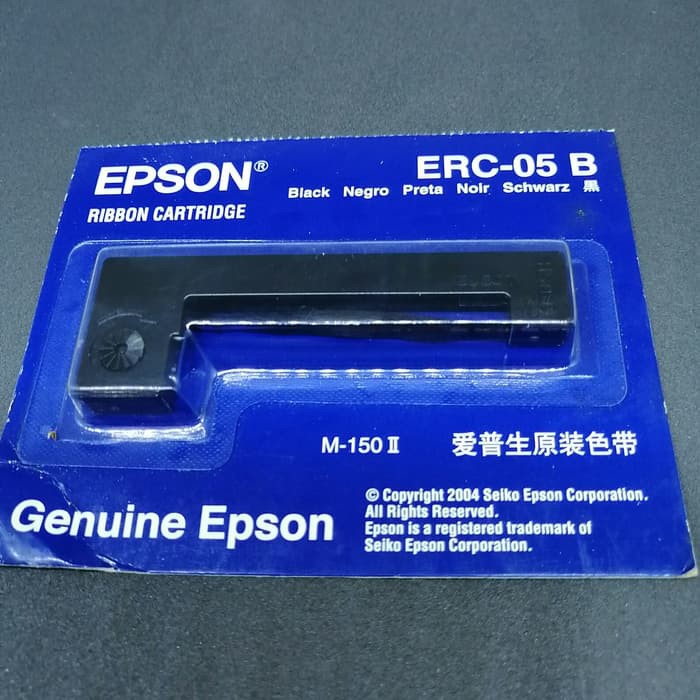 EPSON®
RIBBON CARTRIDGE
ERC-05 B
Black Negro Preta Noir Schwarz 黒
M-150 II
爱普生原装色带
Genuine Epson
© Copyright 2004 Seiko Epson Corporation.
All Rights Reserved.
Epson is a registered trademark of
Seiko Epson Corporation.